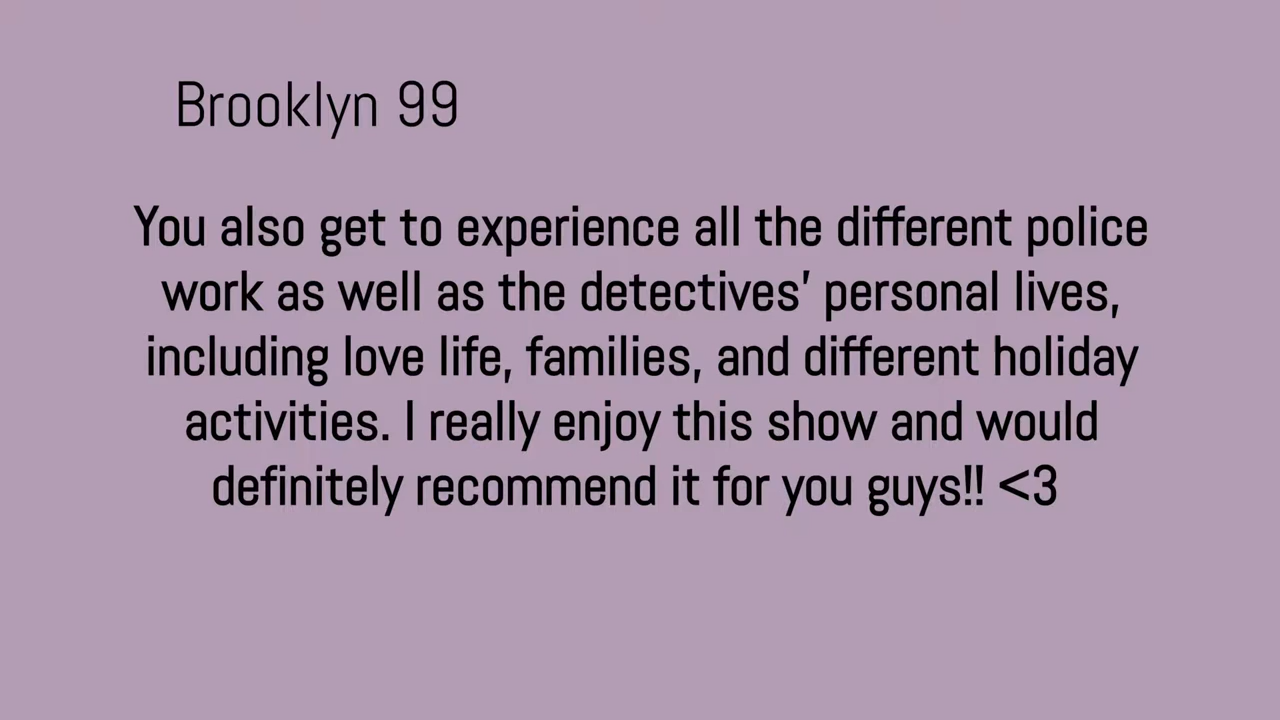 Brooklyn 99
You also get to experience all the different police
work as well as the detectives’ personal lives,
including love life, families, and different holiday
activities. I really enjoy this show and would
definitely recommend it for you guys!! <3